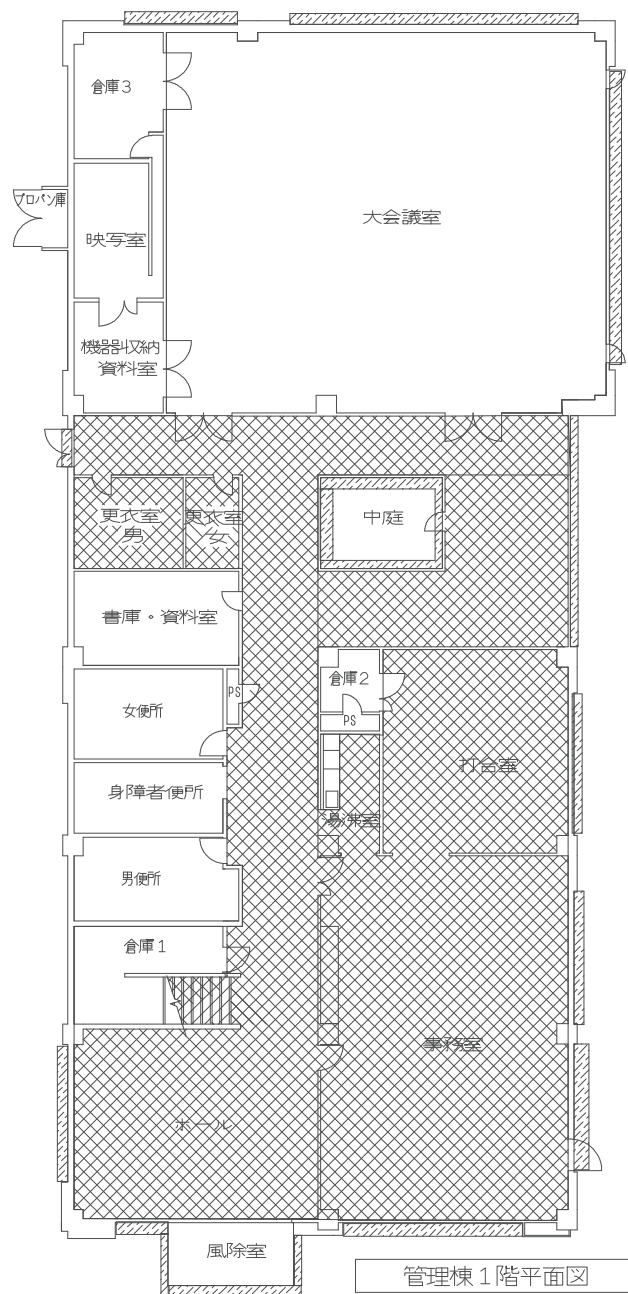 倉庫3
プロパン庫
大会議室
映写室
機器収納
資料室
更衣室
男
更衣室
女
中庭
書庫・資料室
倉庫2
PS
PS
女便所
打合室
身障者便所
湯沸室
男便所
倉庫1
事務室
ホール
風除室
管理棟1階平面図